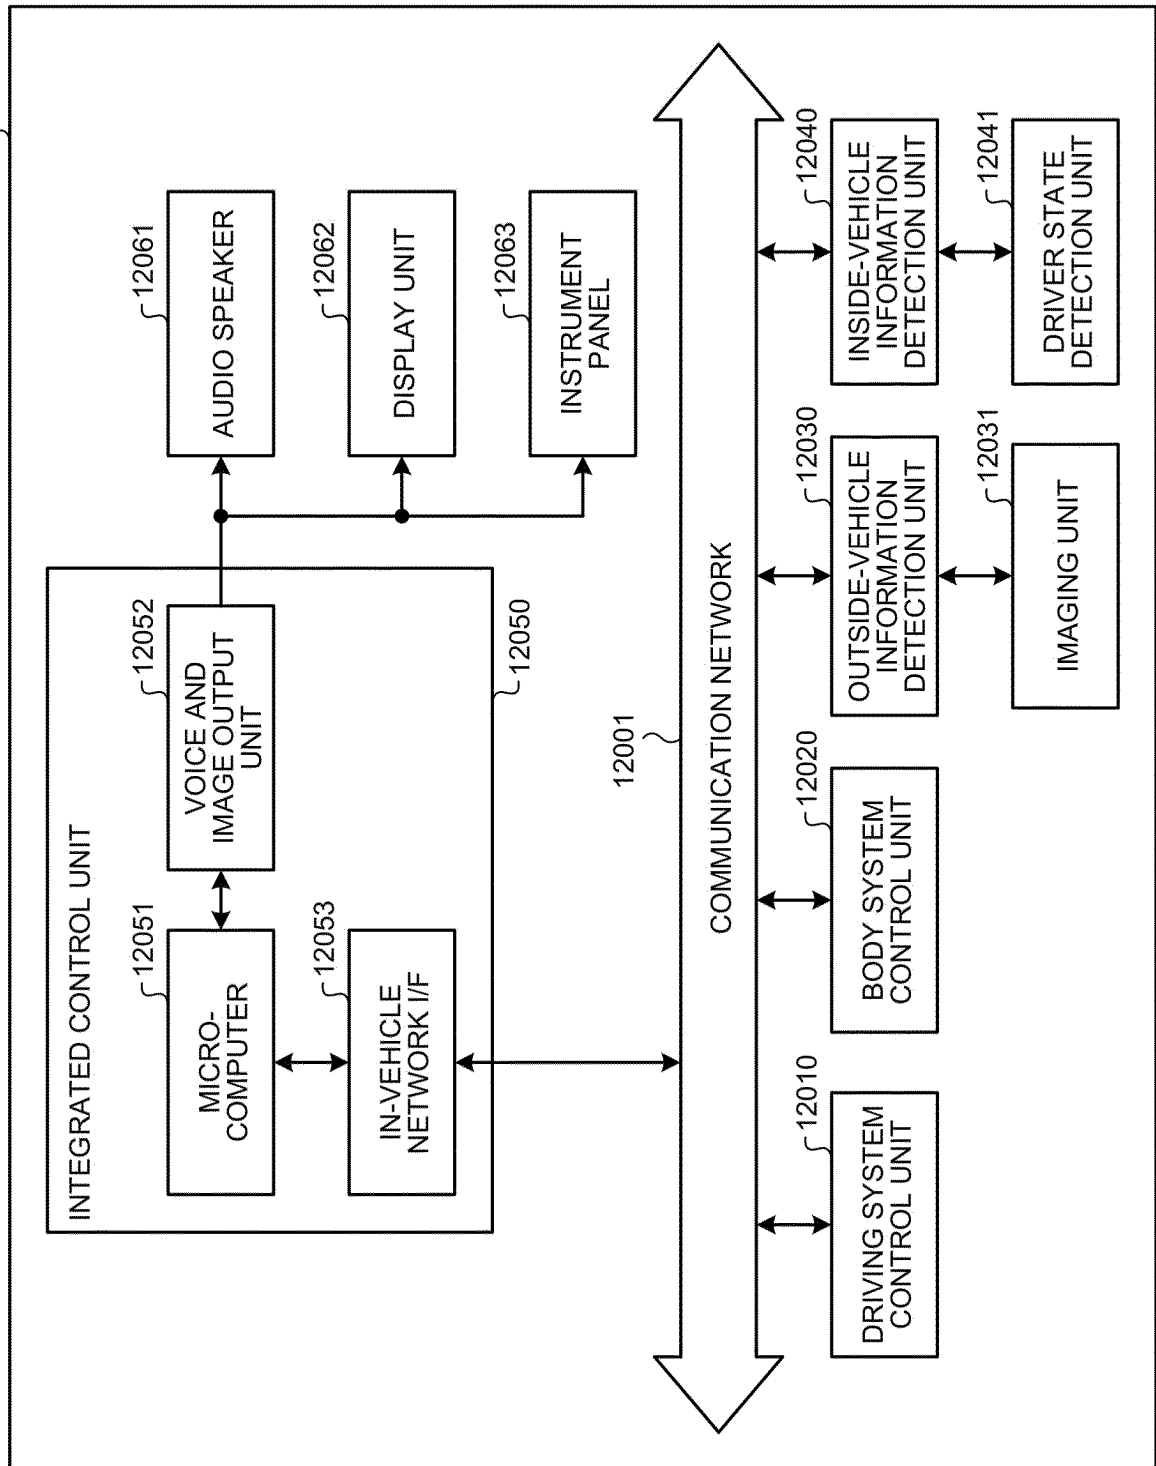 INTEGRATED CONTROL UNIT
12051
MICRO-
COMPUTER
12052
VOICE AND
IMAGE OUTPUT
UNIT
12061
AUDIO SPEAKER
12053
IN-VEHICLE
NETWORK I/F
12050
12062
DISPLAY UNIT
12063
INSTRUMENT
PANEL
12001
COMMUNICATION NETWORK
12010
DRIVING SYSTEM
CONTROL UNIT
12020
BODY SYSTEM
CONTROL UNIT
12030
OUTSIDE-VEHICLE
INFORMATION
DETECTION UNIT
12040
INSIDE-VEHICLE
INFORMATION
DETECTION UNIT
12031
IMAGING UNIT
12041
DRIVER STATE
DETECTION UNIT